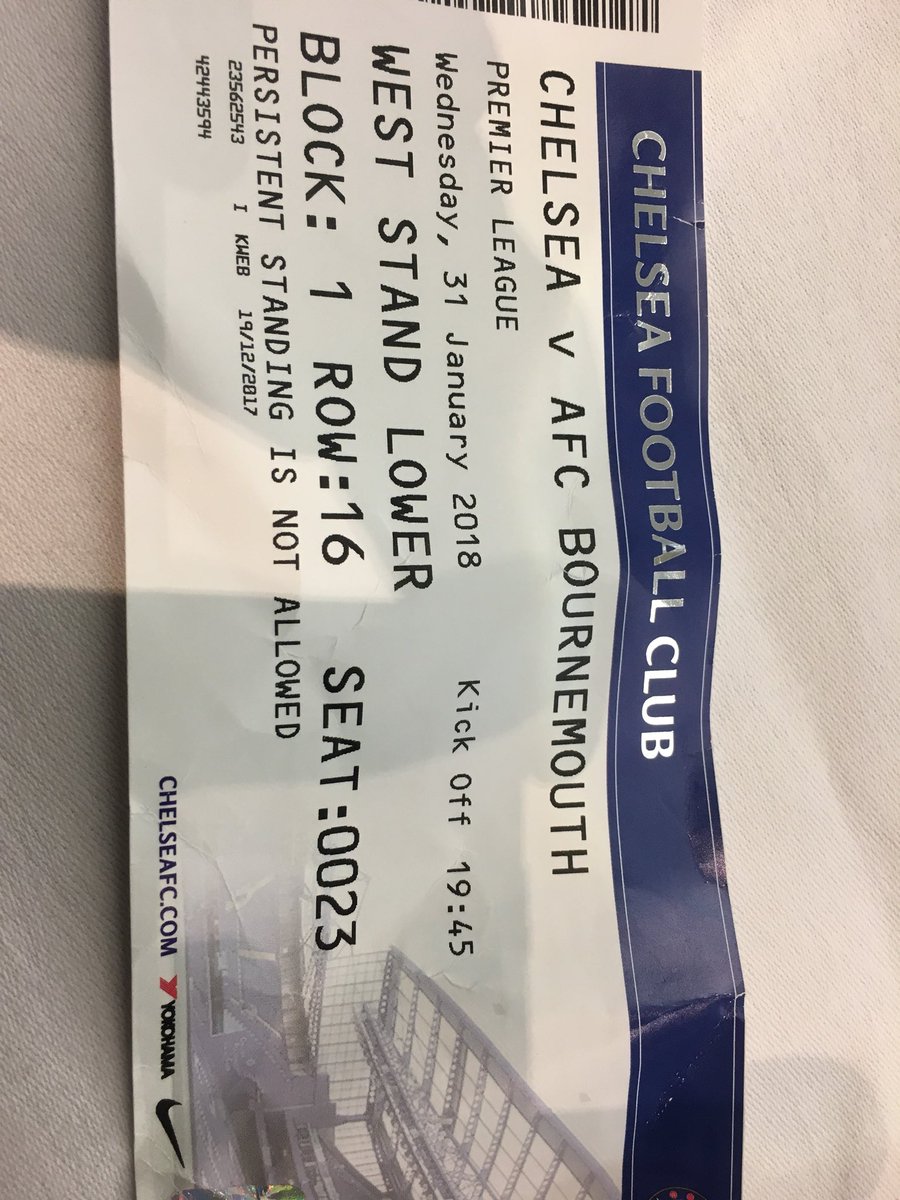 CHELSEA FOOTBALL CLUB
CHELSEA v AFC BOURNEMOUTH
PREMIER LEAGUE
Wednesday, 31 January 2018 Kick Off 19:45
WEST STAND LOWER
BLOCK: 1 ROW:16 SEAT:0023
PERSISTENT STANDING IS NOT ALLOWED
23562543 I KWEB 19/12/2017
42443594
CHELSEAFC.COM YOKOHAMA